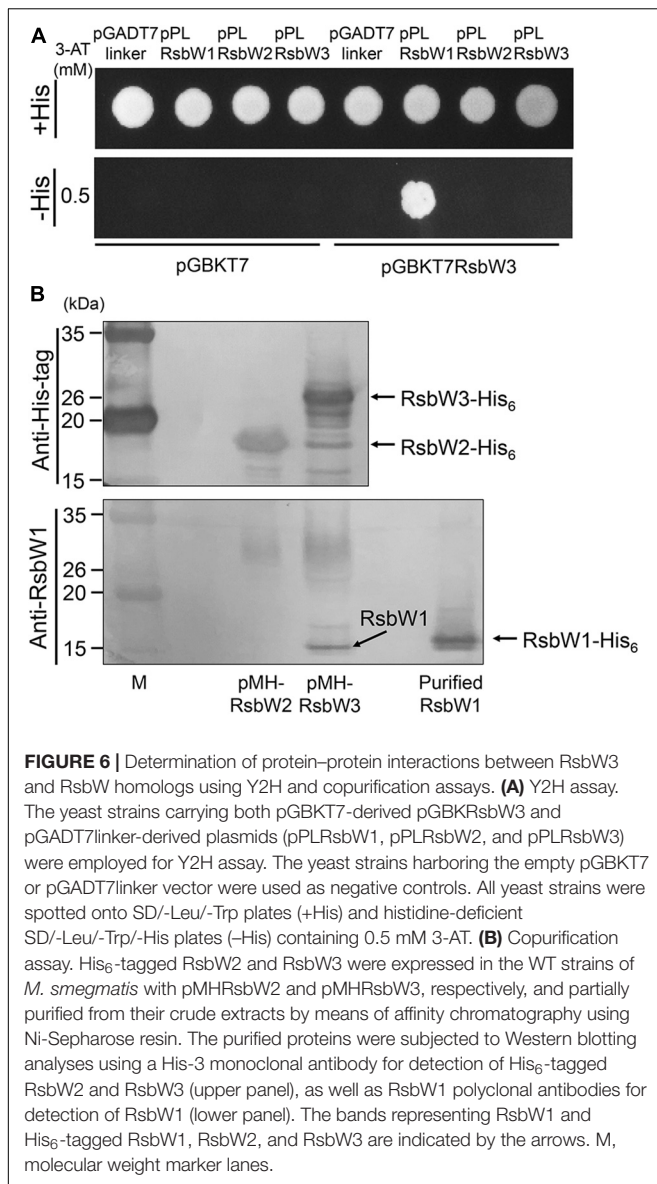 A
pGADT7 pPL pPL pPL pGADT7 pPL pPL pPL
3-AT linker RsbW1 RsbW2 RsbW3 linker RsbW1 RsbW2 RsbW3
(mM)
+His
-His 0.5
pGBKT7 pGBKT7RsbW3
B (kDa)
Anti-His-tag
35
26 RsbW3-His₆
20
RsbW2-His₆
15
Anti-RsbW1
35
26
20
RsbW1
15 RsbW1-His₆
M pMH- pMH- Purified
RsbW2 RsbW3 RsbW1
FIGURE 6 | Determination of protein–protein interactions between RsbW3
and RsbW homologs using Y2H and copurification assays. (A) Y2H assay.
The yeast strains carrying both pGBKT7-derived pGBKRsbW3 and
pGADT7linker-derived plasmids (pPLRsbW1, pPLRsbW2, and pPLRsbW3)
were employed for Y2H assay. The yeast strains harboring the empty pGBKT7
or pGADT7linker vector were used as negative controls. All yeast strains were
spotted onto SD/-Leu/-Trp plates (+His) and histidine-deficient
SD/-Leu/-Trp/-His plates (–His) containing 0.5 mM 3-AT. (B) Copurification
assay. His₆-tagged RsbW2 and RsbW3 were expressed in the WT strains of
M. smegmatis with pMHRsbW2 and pMHRsbW3, respectively, and partially
purified from their crude extracts by means of affinity chromatography using
Ni-Sepharose resin. The purified proteins were subjected to Western blotting
analyses using a His-3 monoclonal antibody for detection of His₆-tagged
RsbW2 and RsbW3 (upper panel), as well as RsbW1 polyclonal antibodies for
detection of RsbW1 (lower panel). The bands representing RsbW1 and
His₆-tagged RsbW1, RsbW2, and RsbW3 are indicated by the arrows. M,
molecular weight marker lanes.